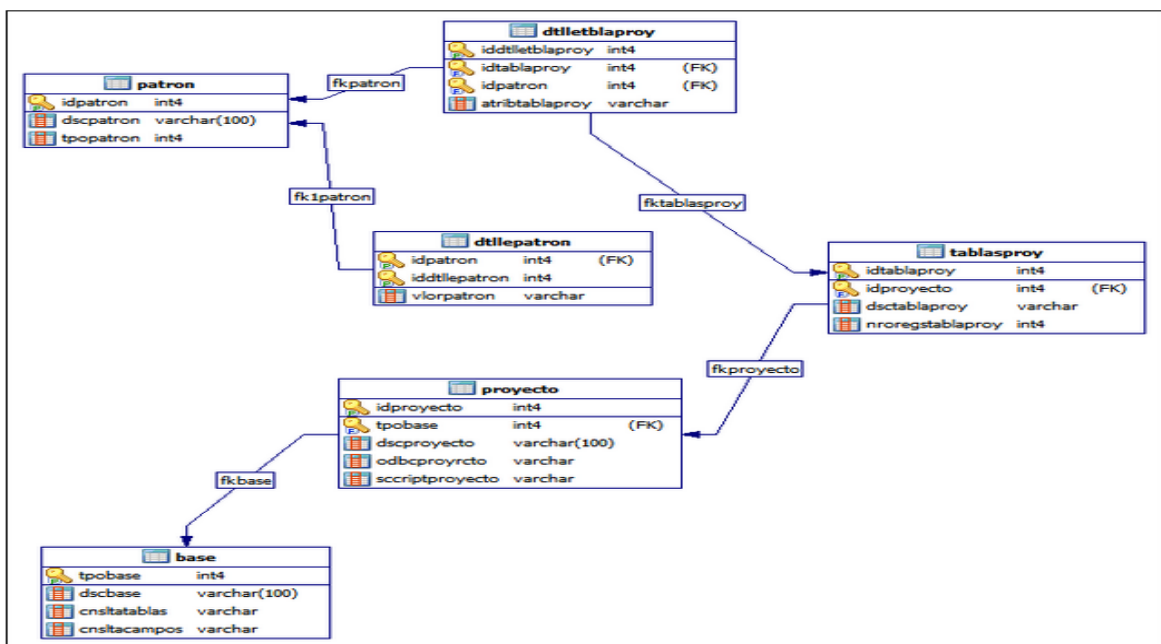 dtlletblaproy
iddtlletblaproy int4
idtablaproy int4 (FK)
idpatron int4 (FK)
atribtablaproy varchar
fkpatron
patron
idpatron int4
dscpatron varchar(100)
tpopatron int4
fk1patron
fktablasproy
dtllepatron
idpatron int4 (FK)
iddtllepatron int4
vlorpatron varchar
tablasproy
idtablaproy int4
idproyecto int4 (FK)
dsctablaproy varchar
nroregstablaproy int4
fkproyecto
proyecto
idproyecto int4
tpobase int4 (FK)
dscproyecto varchar(100)
odbcproyrcto varchar
sccriptproyecto varchar
fkbase
base
tpobase int4
dscbase varchar(100)
cnsltatablas varchar
cnsltacampos varchar